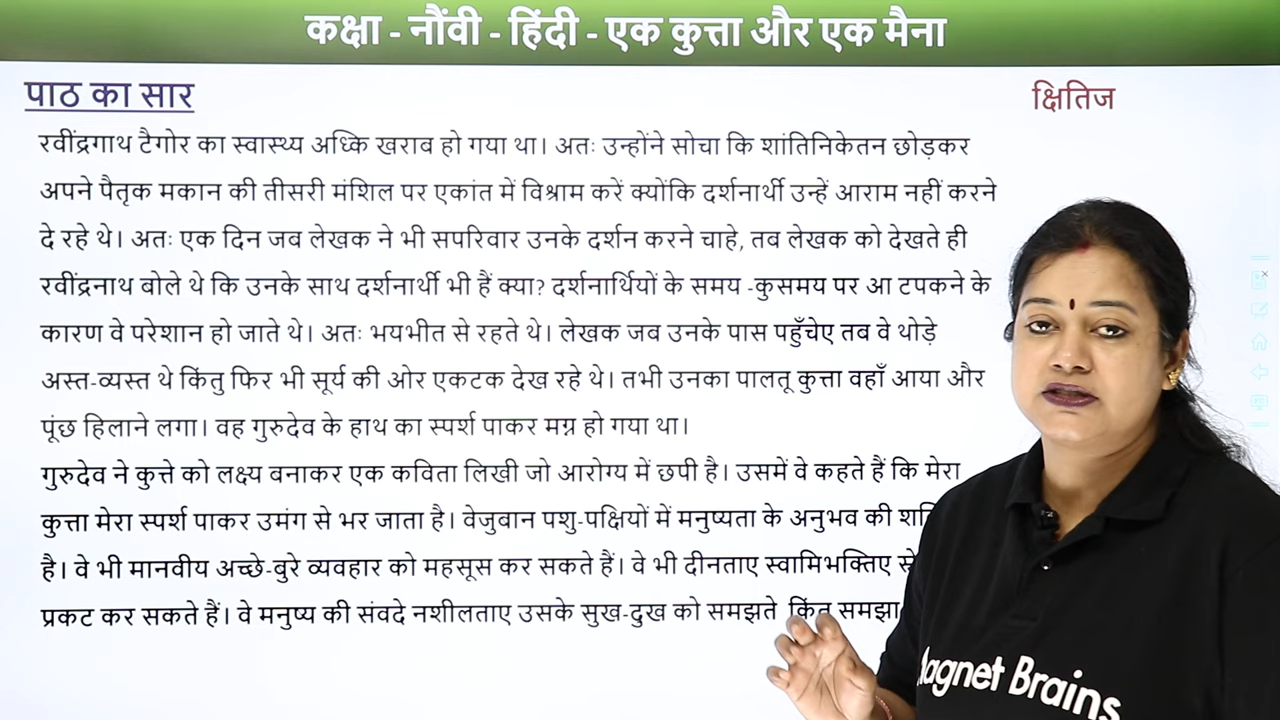 कक्षा - नौंवी - हिंदी - एक कुत्ता और एक मैना
पाठ का सार
क्षितिज
रवींद्रगाथ टैगोर का स्वास्थ्य अध्कि खराब हो गया था। अतः उन्होंने सोचा कि शांतिनिकेतन छोड़कर
अपने पैतृक मकान की तीसरी मंशिल पर एकांत में विश्राम करें क्योंकि दर्शनार्थी उन्हें आराम नहीं करने
दे रहे थे। अतः एक दिन जब लेखक ने भी सपरिवार उनके दर्शन करने चाहे, तब लेखक को देखते ही
रवींद्रनाथ बोले थे कि उनके साथ दर्शनार्थी भी हैं क्या? दर्शनार्थियों के समय -कुसमय पर आ टपकने के
कारण वे परेशान हो जाते थे। अतः भयभीत से रहते थे। लेखक जब उनके पास पहुँचेए तब वे थोड़े
अस्त-व्यस्त थे किंतु फिर भी सूर्य की ओर एकटक देख रहे थे। तभी उनका पालतू कुत्ता वहाँ आया और
पूंछ हिलाने लगा। वह गुरुदेव के हाथ का स्पर्श पाकर मग्न हो गया था।
गुरुदेव ने कुत्ते को लक्ष्य बनाकर एक कविता लिखी जो आरोग्य में छपी है। उसमें वे कहते हैं कि मेरा
कुत्ता मेरा स्पर्श पाकर उमंग से भर जाता है। वेजुबान पशु-पक्षियों में मनुष्यता के अनुभव की
है। वे भी मानवीय अच्छे-बुरे व्यवहार को महसूस कर सकते हैं। वे भी दीनताए स्वामिभक्तिए
प्रकट कर सकते हैं। वे मनुष्य की संवदे नशीलताए उसके सुख-दुख को समझते किंतु समझा
agnet Brains